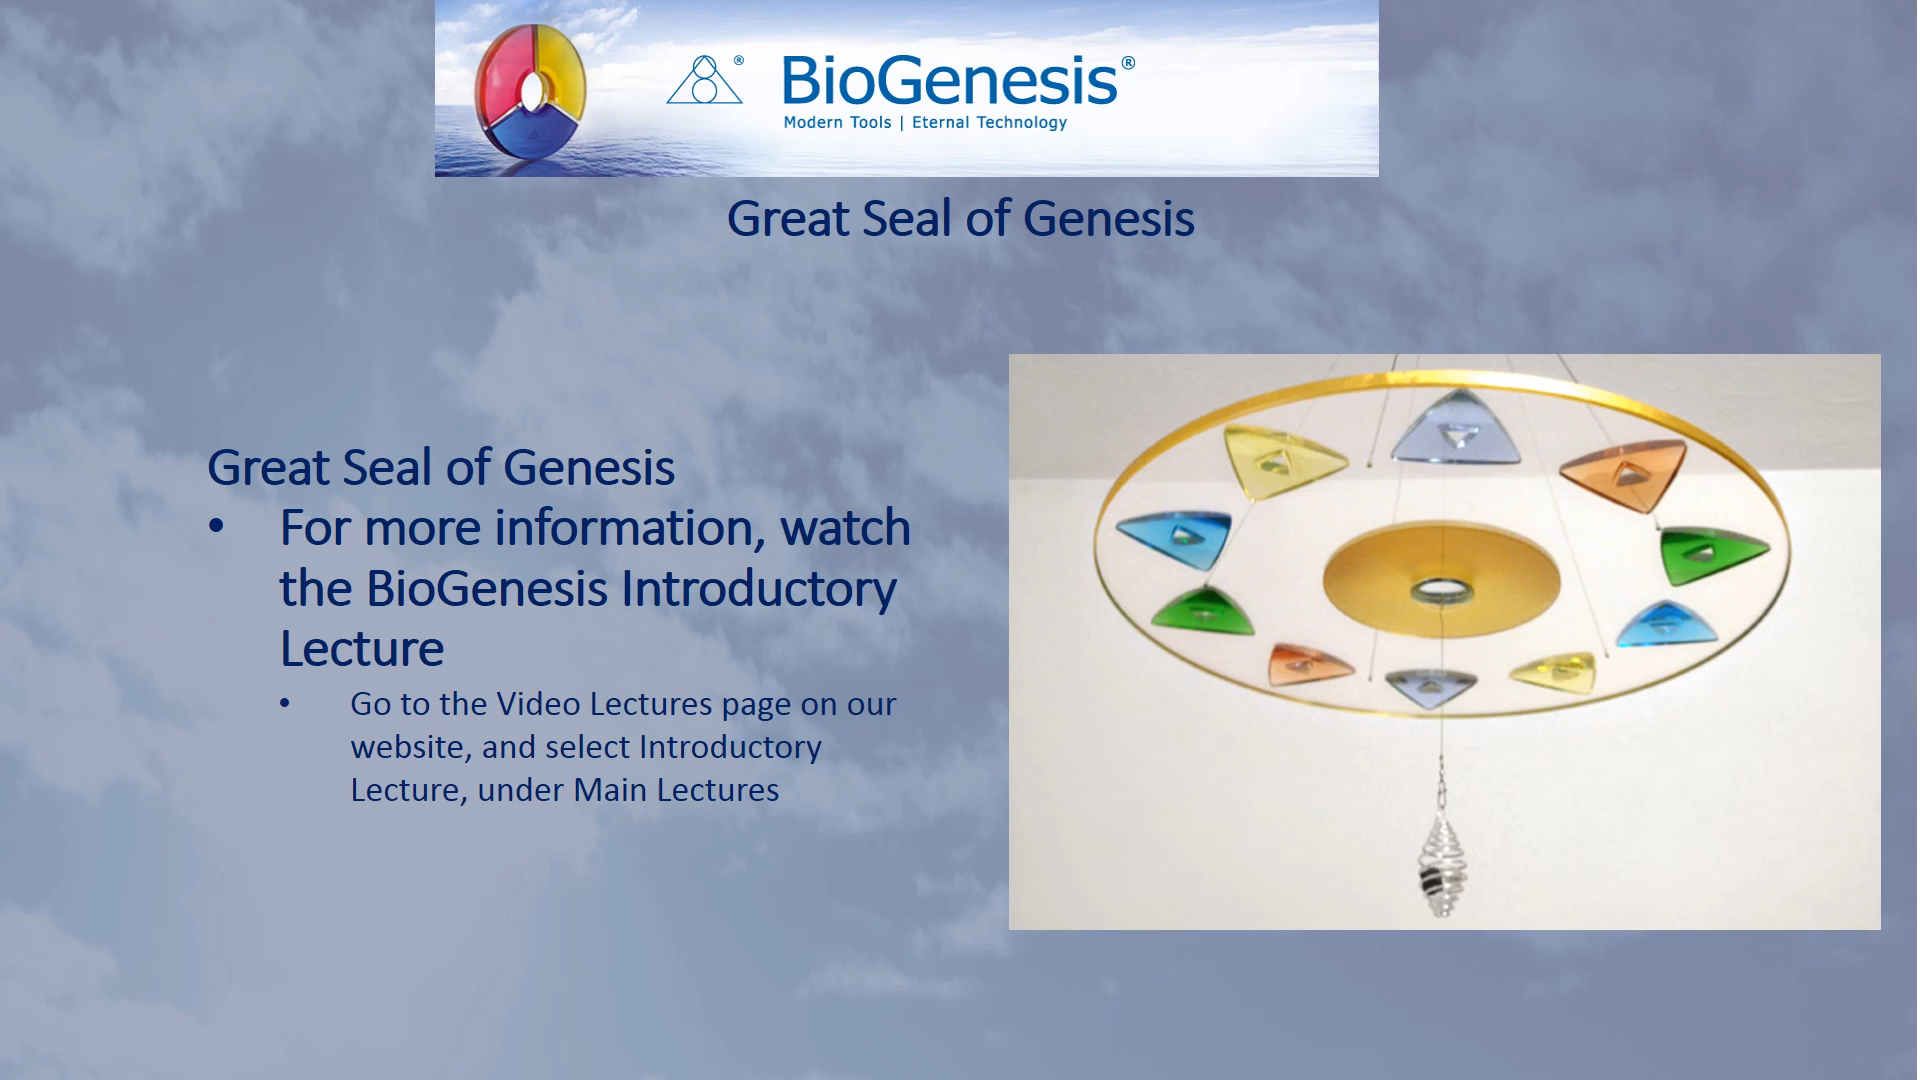 BioGenesis®
Modern Tools | Eternal Technology
Great Seal of Genesis
Great Seal of Genesis
• For more information, watch
the BioGenesis Introductory
Lecture
• Go to the Video Lectures page on our
website, and select Introductory
Lecture, under Main Lectures